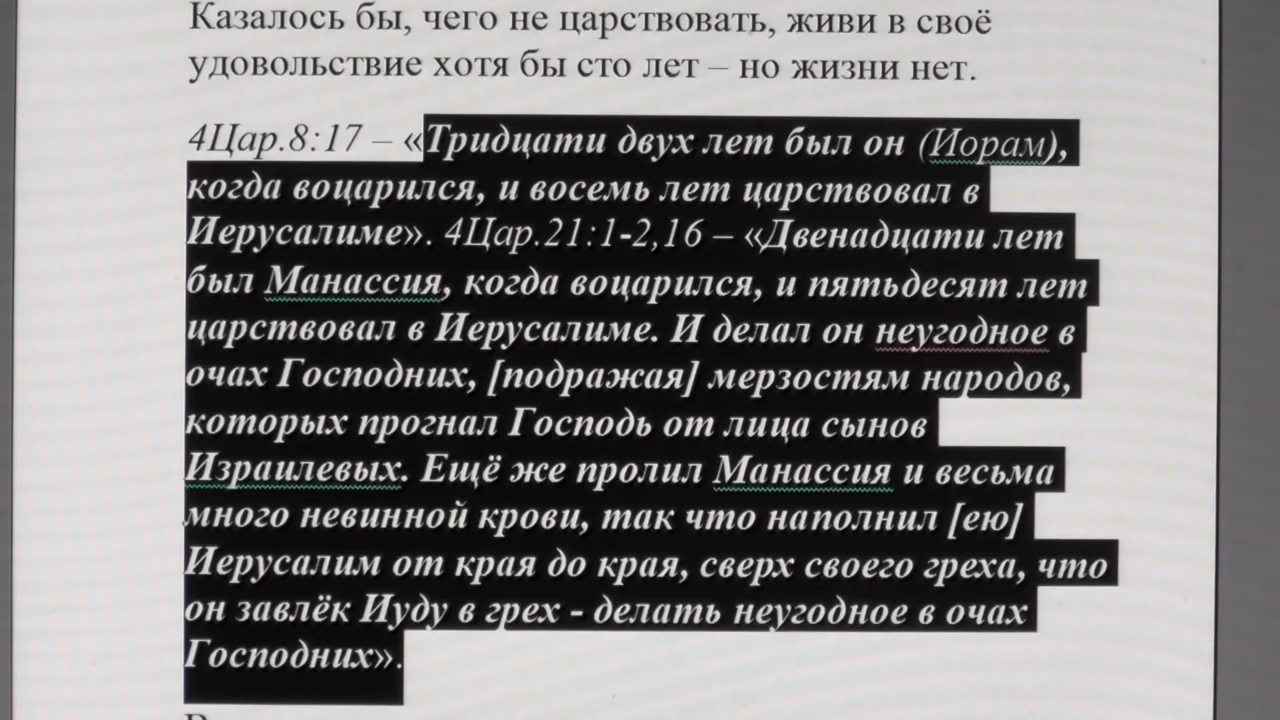 Казалось бы, чего не царствовать, живи в своё
удовольствие хотя бы сто лет – но жизни нет.
4Цар.8:17 – «Тридцати двух лет был он (Иорам),
когда воцарился, и восемь лет царствовал в
Иерусалиме». 4Цар.21:1-2,16 – «Двенадцати лет
был Манассия, когда воцарился, и пятьдесят лет
царствовал в Иерусалиме. И делал он неугодное в
очах Господних, [подражая] мерзостям народов,
которых прогнал Господь от лица сынов
Израилевых. Ещё же пролил Манассия и весьма
много невинной крови, так что наполнил [ею]
Иерусалим от края до края, сверх своего греха, что
он завлёк Иуду в грех - делать неугодное в очах
Господних».